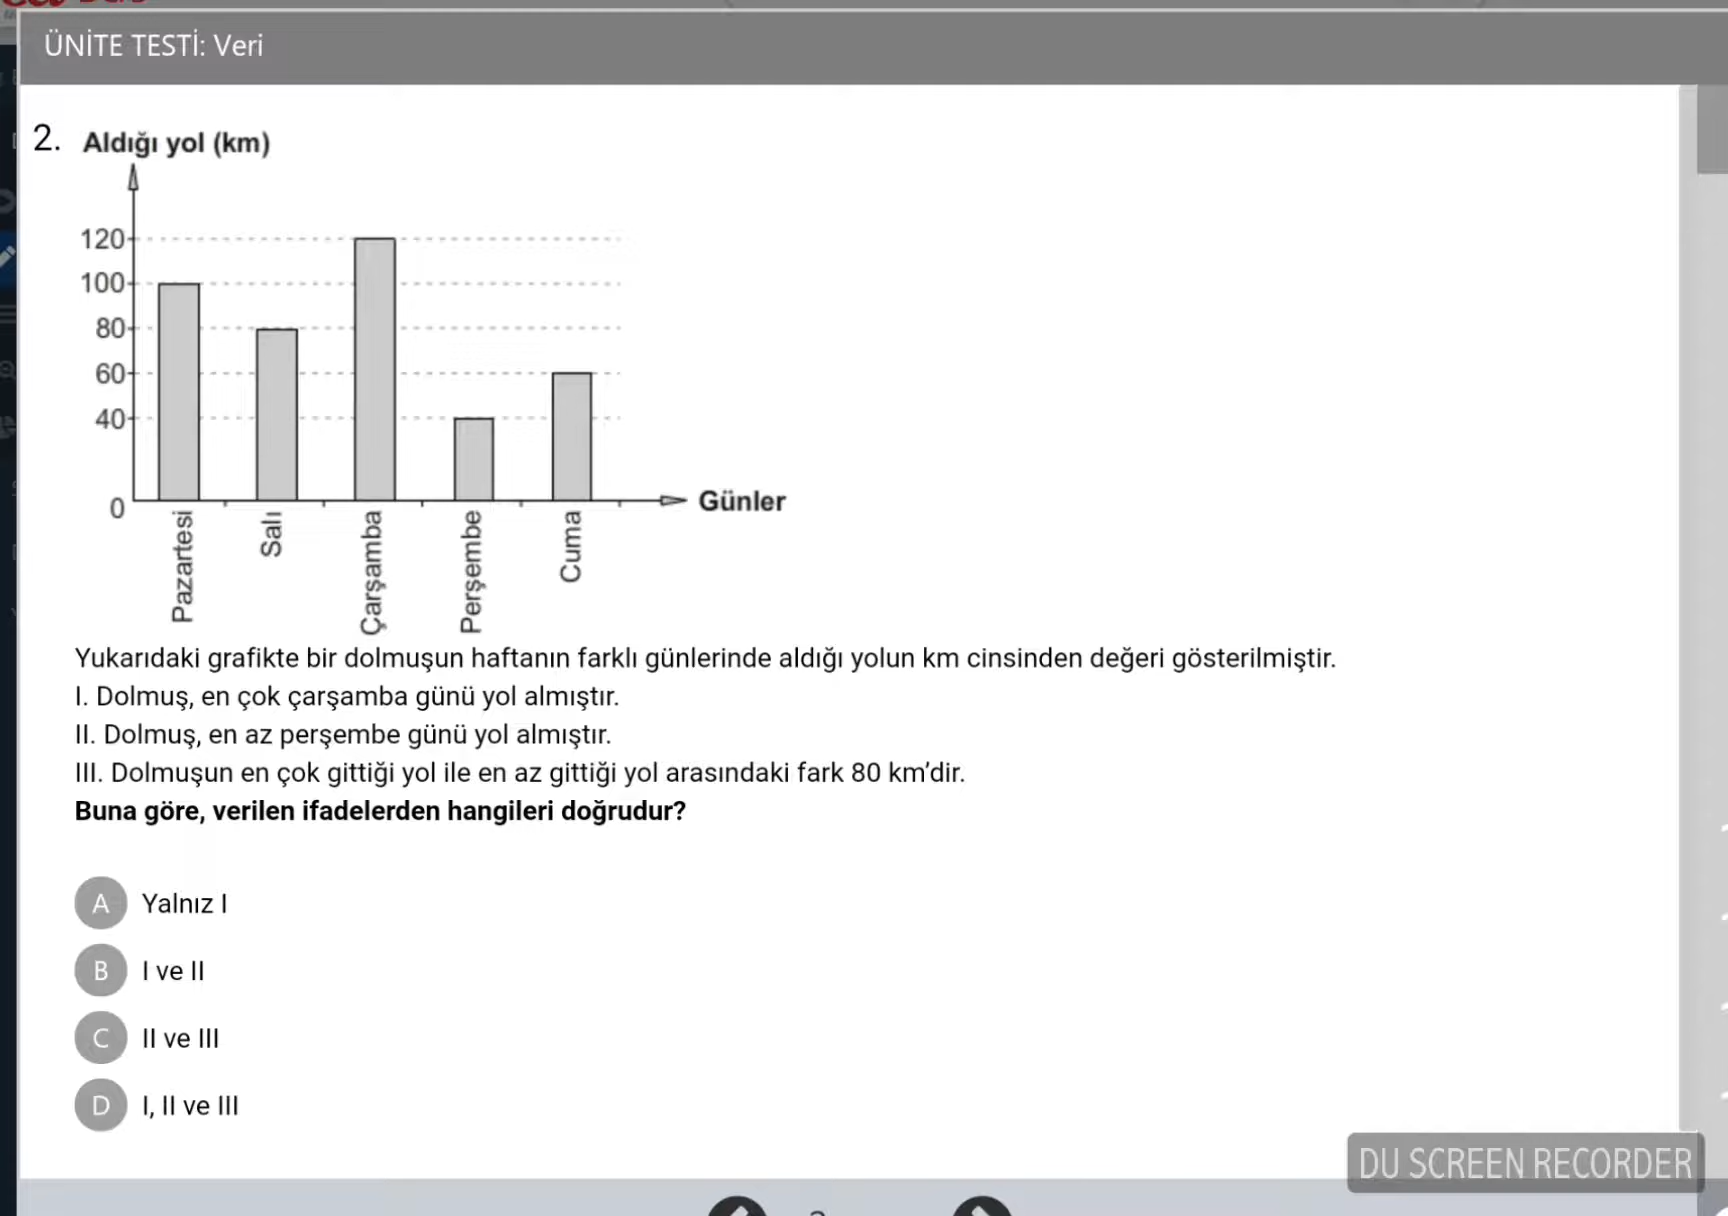 ÜNİTE TESTİ: Veri
2. Aldığı yol (km)
120
100
80
60
40
0
Günler
Pazartesi
Salı
Çarşamba
Perşembe
Cuma
Yukarıdaki grafikte bir dolmuşun haftanın farklı günlerinde aldığı yolun km cinsinden değeri gösterilmiştir.
I. Dolmuş, en çok çarşamba günü yol almıştır.
II. Dolmuş, en az perşembe günü yol almıştır.
III. Dolmuşun en çok gittiği yol ile en az gittiği yol arasındaki fark 80 km’dir.
Buna göre, verilen ifadelerden hangileri doğrudur?
A Yalnız I
B I ve II
C II ve III
D I, II ve III
DU SCREEN RECORDER